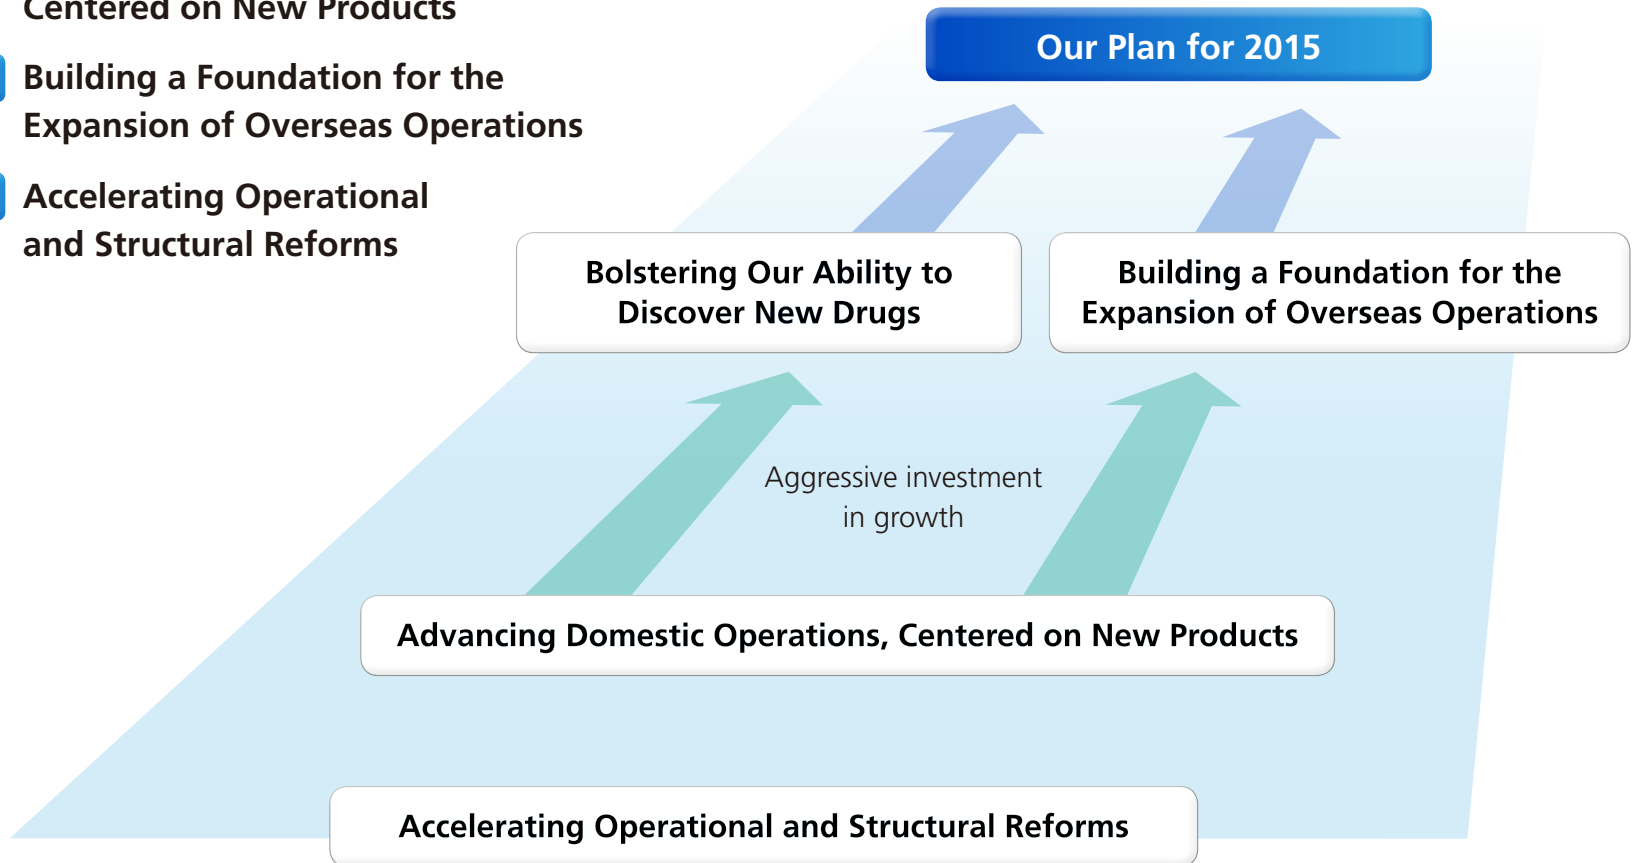 Centered on New Products
Building a Foundation for the
Expansion of Overseas Operations
Accelerating Operational
and Structural Reforms
Our Plan for 2015
Bolstering Our Ability to
Discover New Drugs
Building a Foundation for the
Expansion of Overseas Operations
Aggressive investment
in growth
Advancing Domestic Operations, Centered on New Products
Accelerating Operational and Structural Reforms